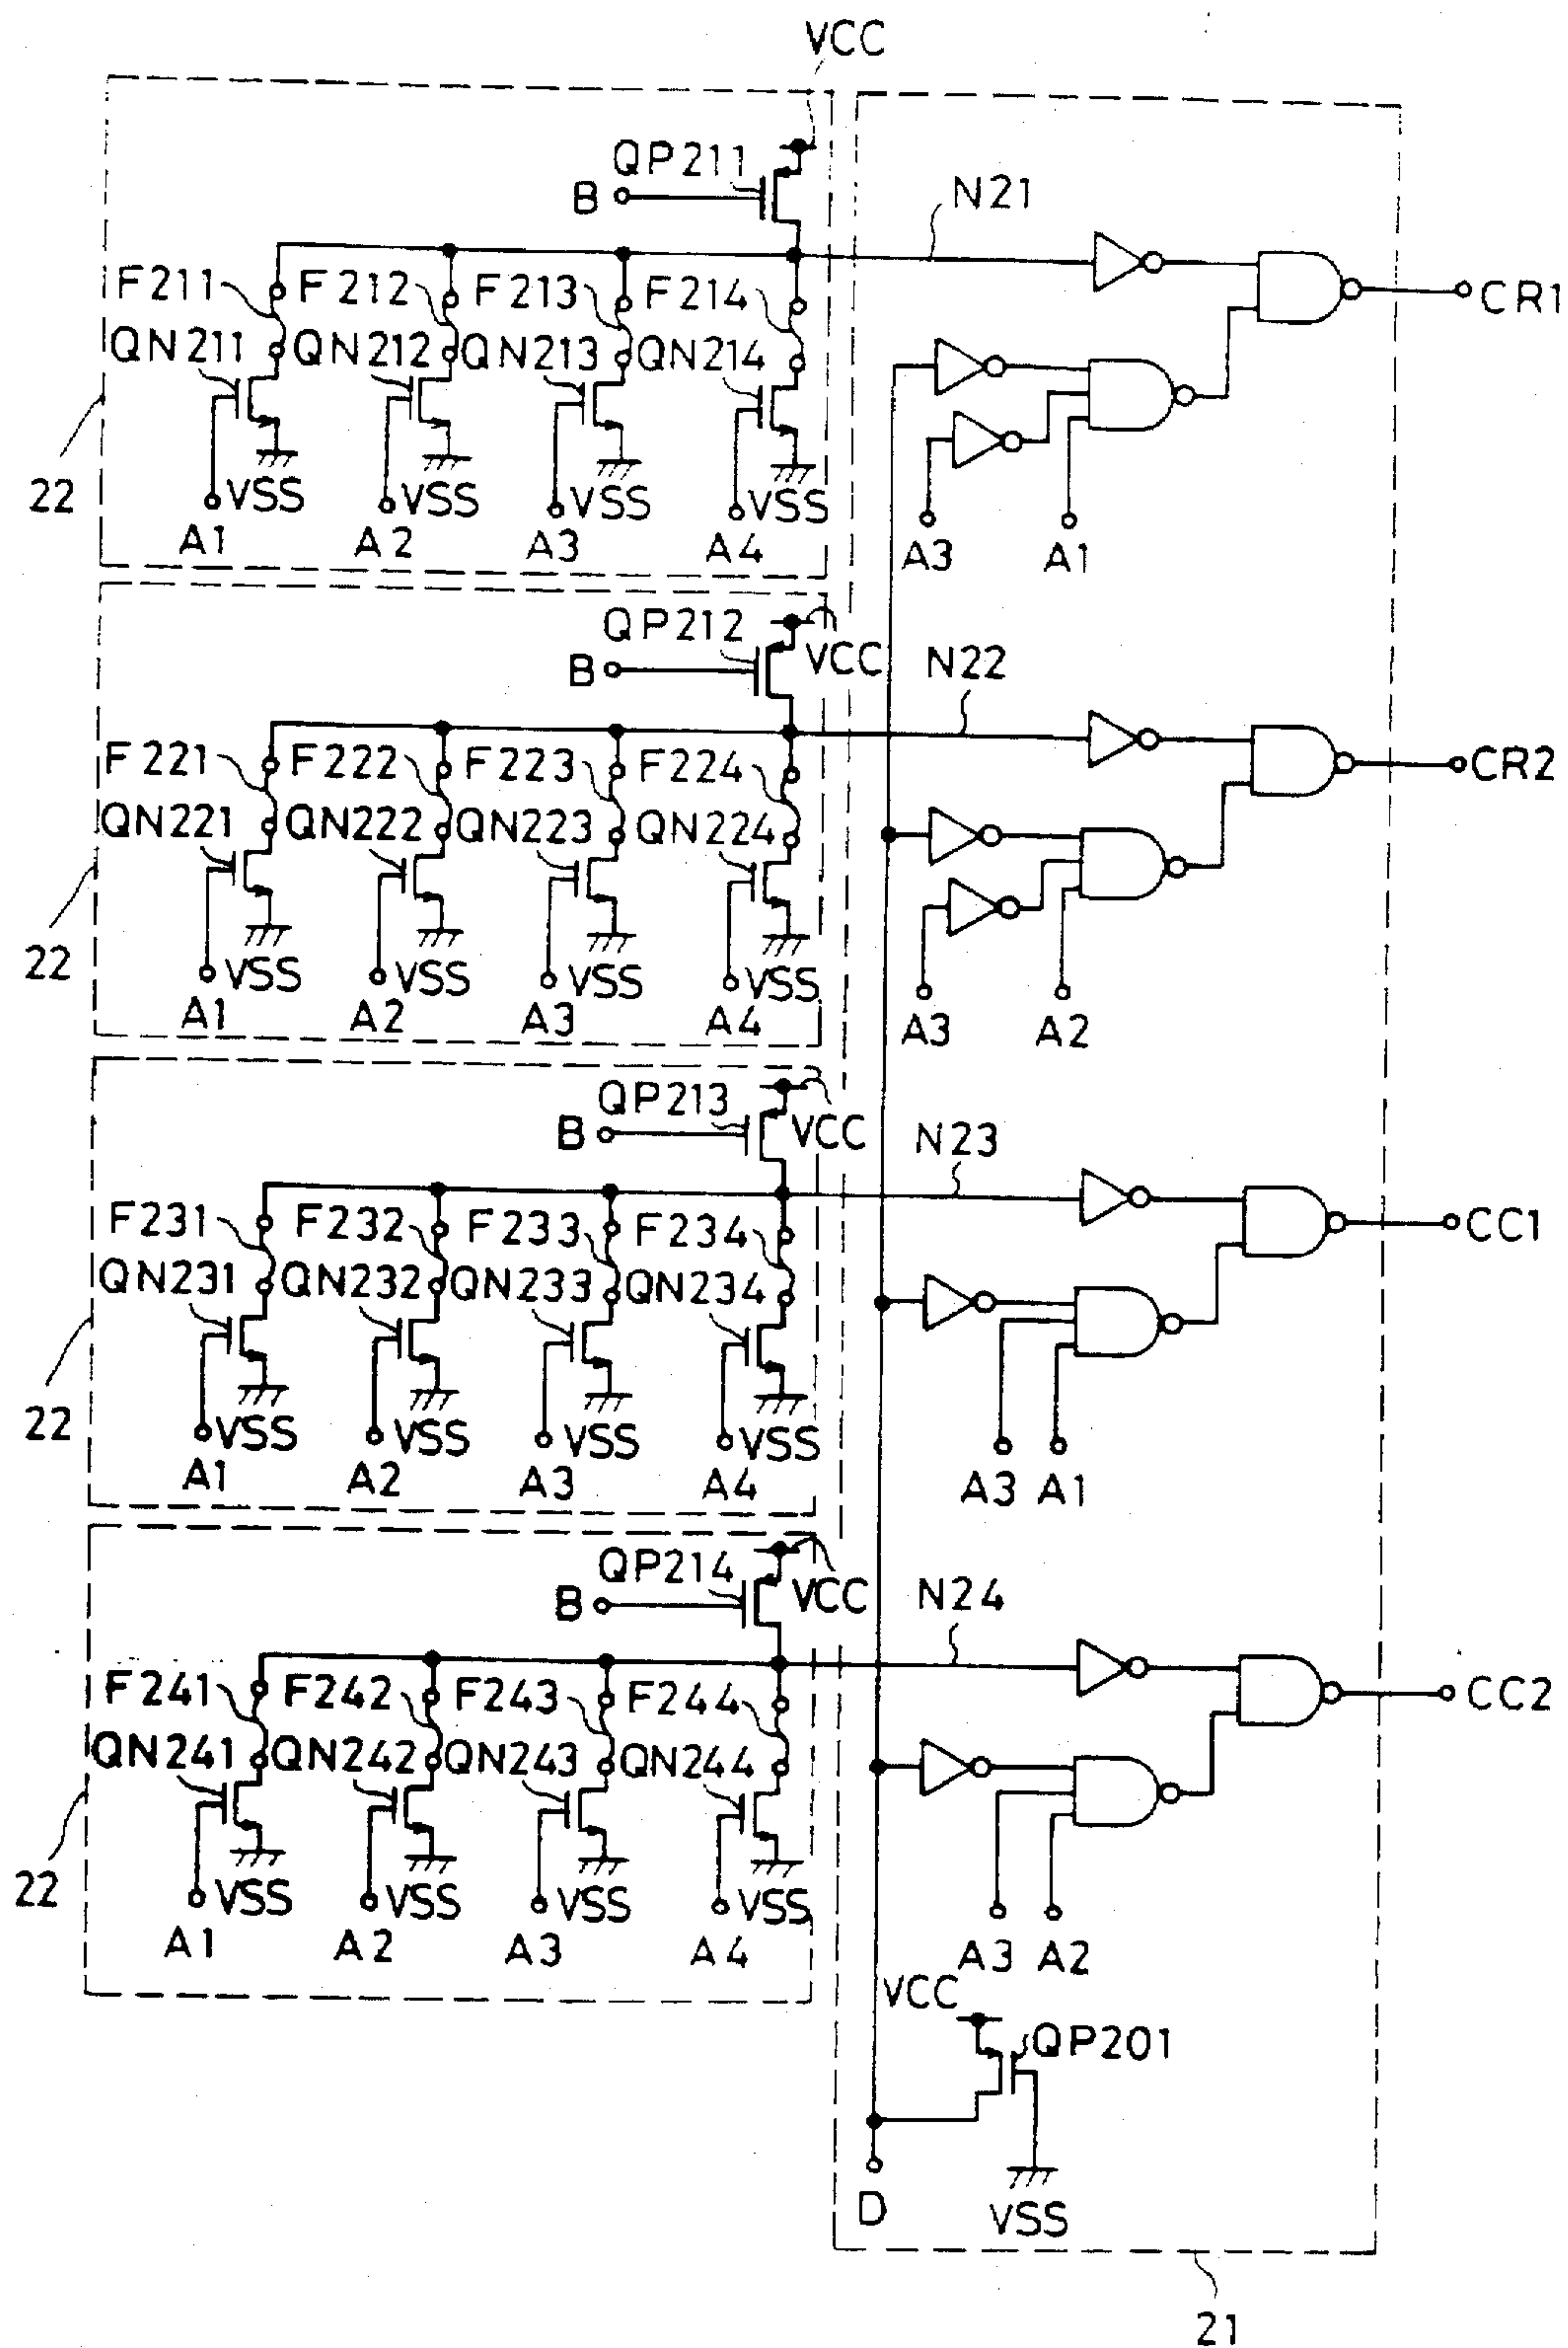 VCC
QP211
B
N21
F211 F212 F213 F214
CR1
QN211 QN212 QN213 QN214
22
VSS VSS VSS VSS
A1 A2 A3 A4
A3 A1
QP212
B
VCC
N22
F221 F222 F223 F224
CR2
QN221 QN222 QN223 QN224
22
VSS VSS VSS VSS
A1 A2 A3 A4
A3 A2
QP213
B
VCC
N23
F231 F232 F233 F234
CC1
QN231 QN232 QN233 QN234
22
VSS VSS VSS VSS
A1 A2 A3 A4
A3 A1
QP214
B
VCC
N24
F241 F242 F243 F244
CC2
QN241 QN242 QN243 QN244
22
VSS VSS VSS VSS
A1 A2 A3 A4
A3 A2
VCC
QP201
D
VSS
21